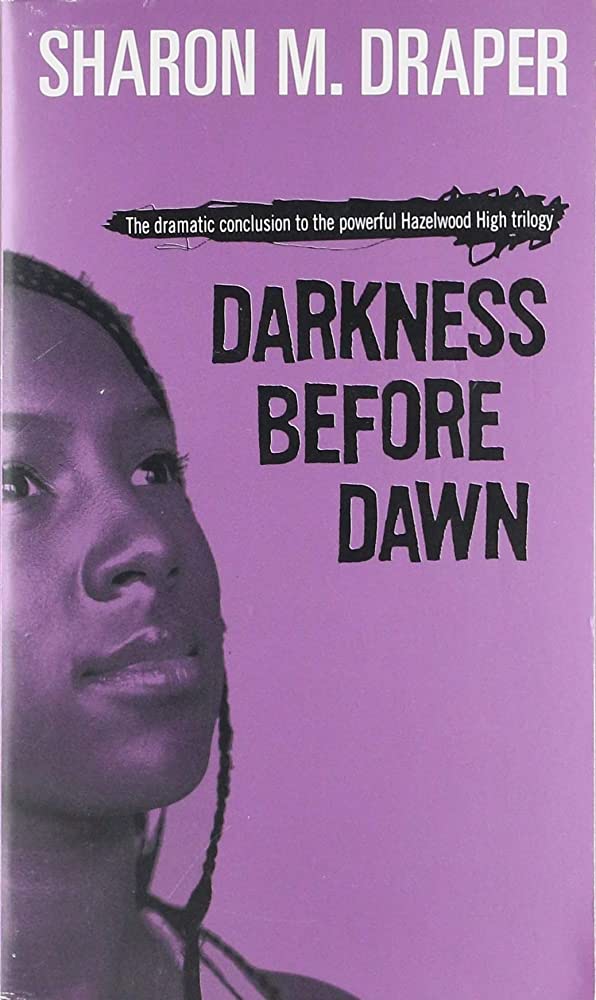 SHARON M. DRAPER
The dramatic conclusion to the powerful Hazelwood High trilogy
DARKNESS
BEFORE
DAWN